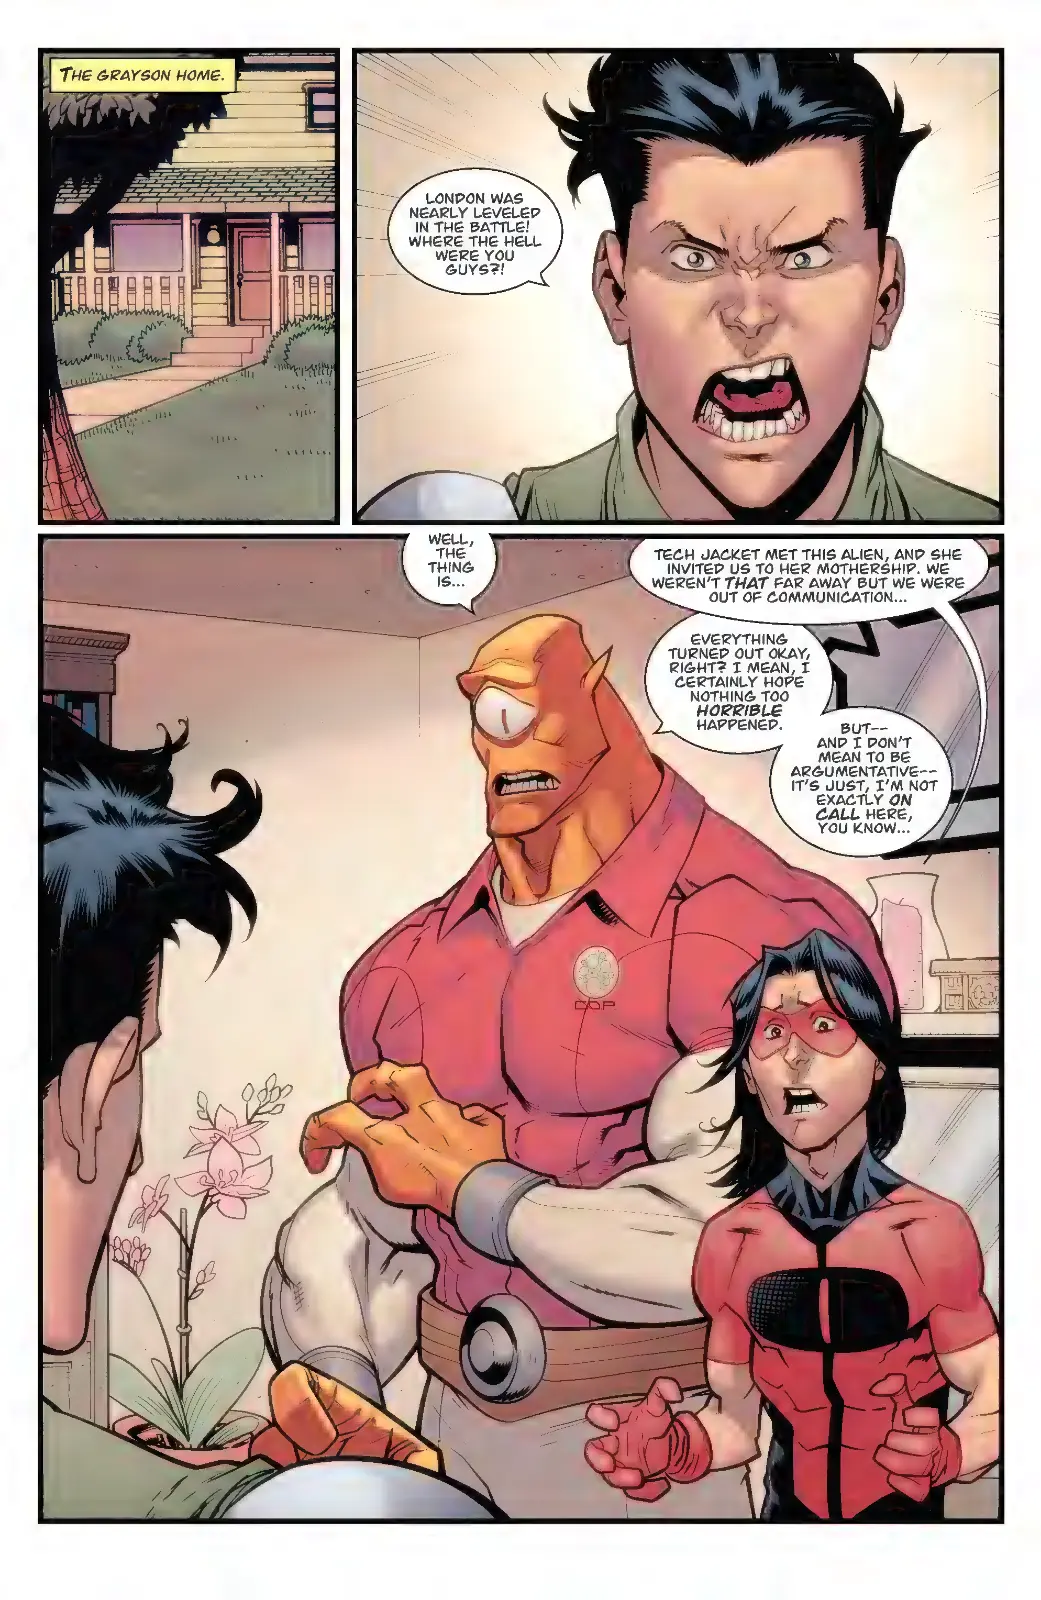 THE GRAYSON HOME.
LONDON WAS
NEARLY LEVELED
IN THE BATTLE!
WHERE THE HELL
WERE YOU
GUYS?!
WELL,
THE
THING
IS...
TECH JACKET MET THIS ALIEN, AND SHE
INVITED US TO HER MOTHERSHIP. WE
WEREN'T THAT FAR AWAY BUT WE WERE
OUT OF COMMUNICATION...
EVERYTHING
TURNED OUT OKAY,
RIGHT? I MEAN, I
CERTAINLY HOPE
NOTHING TOO
HORRIBLE
HAPPENED.
BUT--
AND I DON'T
MEAN TO BE
ARGUMENTATIVE--
IT'S JUST, I'M NOT
EXACTLY ON
CALL HERE,
YOU KNOW...
COP